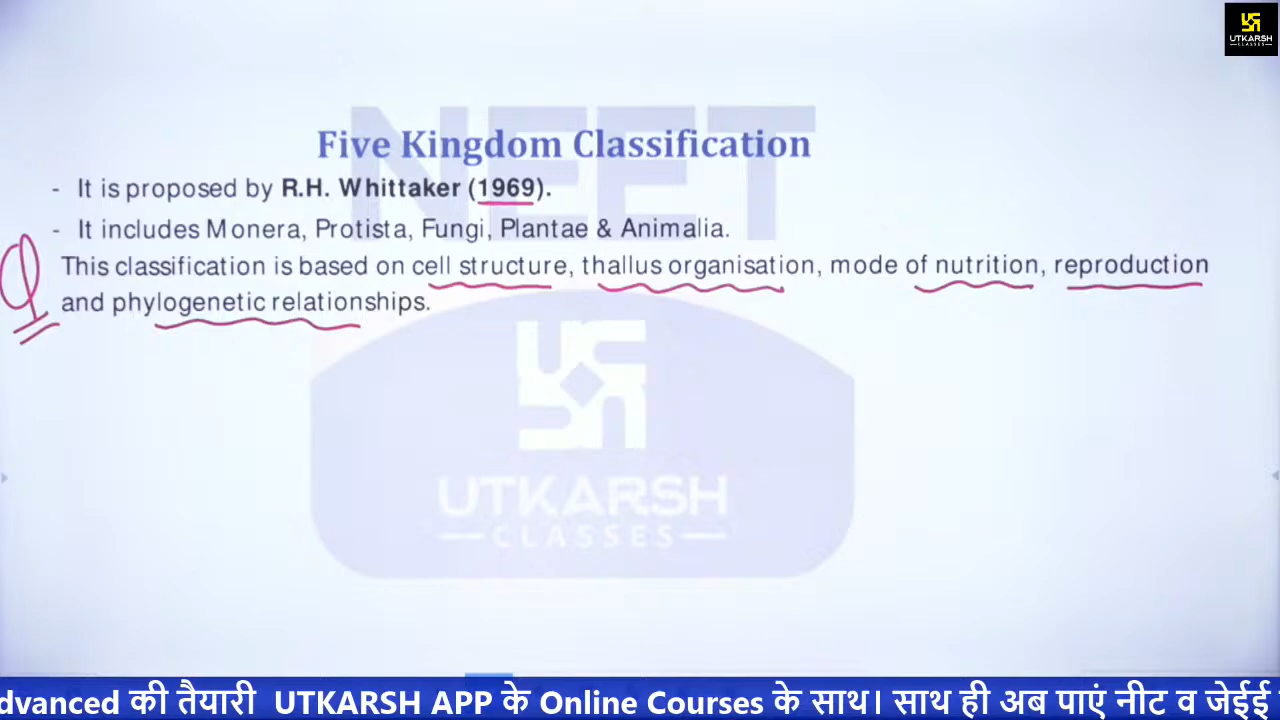 UTKARSH
CLASSES
NEET
Five Kingdom Classification
- It is proposed by R.H. Whittaker (1969).
- It includes Monera, Protista, Fungi, Plantae & Animalia.
Q This classification is based on cell structure, thallus organisation, mode of nutrition, reproduction
and phylogenetic relationships.
UTKARSH
CLASSES
dvanced की तैयारी UTKARSH APP के Online Courses के साथ। साथ ही अब पाएं नीट व जेईई